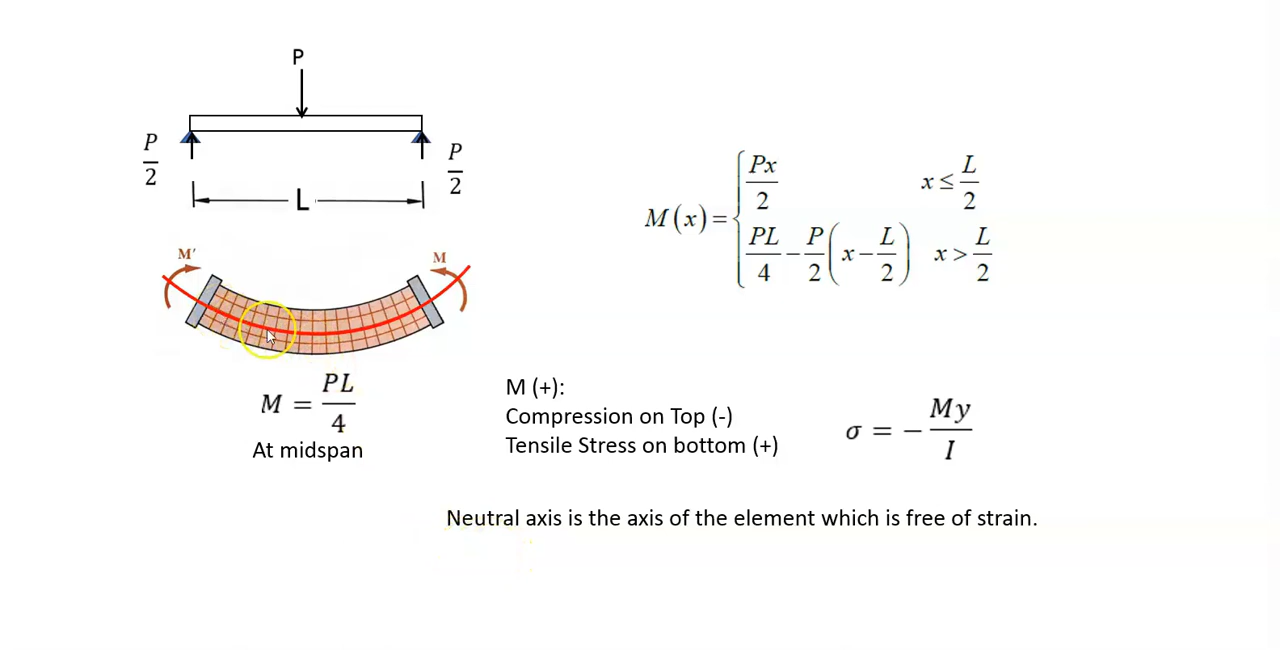 P
P/2
P/2
L
M(x) = { Px/2   x ≤ L/2
PL/4 − P/2 (x − L/2)   x > L/2
M'
M
M = PL/4
At midspan
M (+):
Compression on Top (-)
Tensile Stress on bottom (+)
σ = − My/I
Neutral axis is the axis of the element which is free of strain.